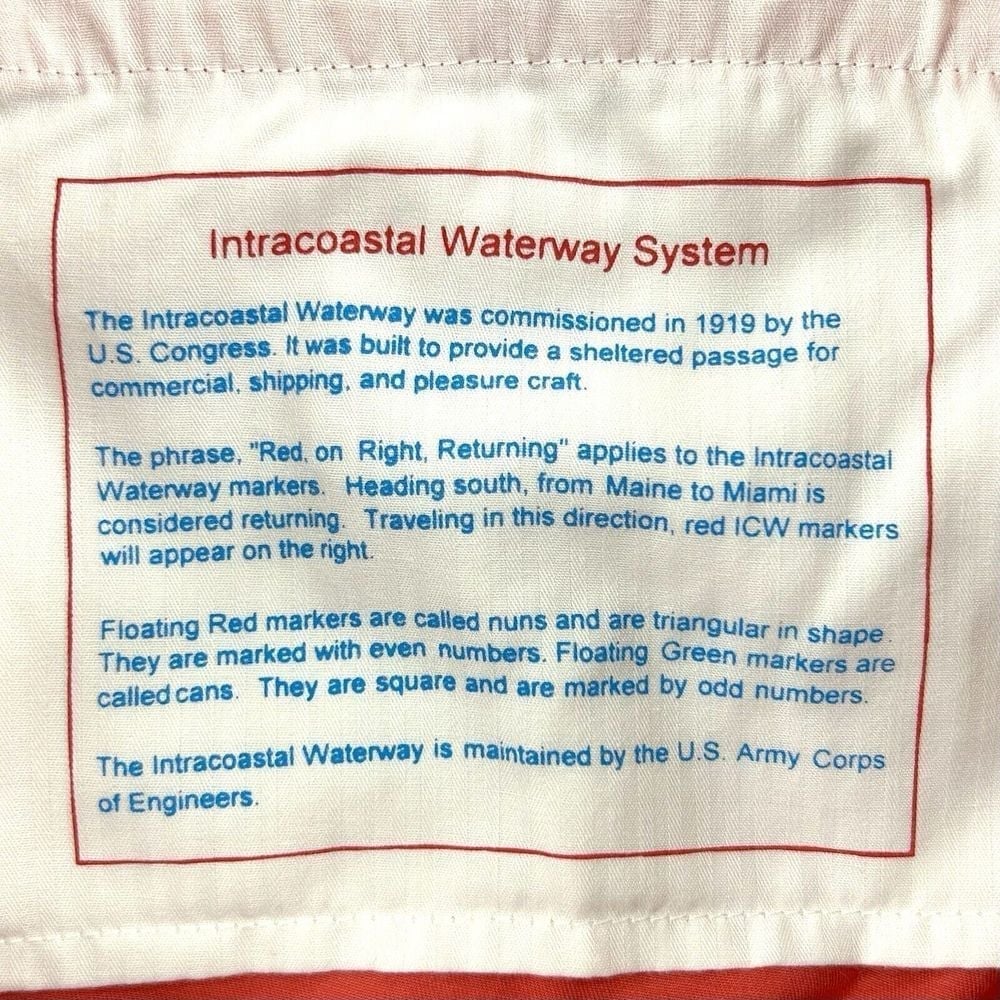 Intracoastal Waterway System
The Intracoastal Waterway was commissioned in 1919 by the
U.S. Congress. It was built to provide a sheltered passage for
commercial, shipping, and pleasure craft.
The phrase, "Red, on Right, Returning" applies to the Intracoastal
Waterway markers. Heading south, from Maine to Miami is
considered returning. Traveling in this direction, red ICW markers
will appear on the right.
Floating Red markers are called nuns and are triangular in shape.
They are marked with even numbers. Floating Green markers are
called cans. They are square and are marked by odd numbers.
The Intracoastal Waterway is maintained by the U.S. Army Corps
of Engineers.